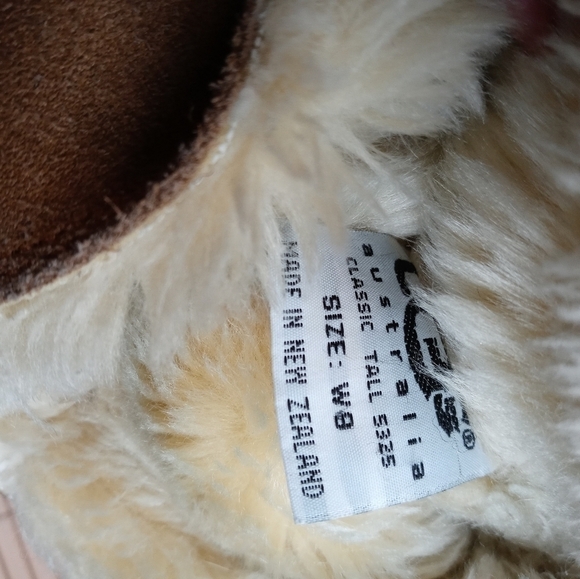 australia
CLASSIC TALL 5325
SIZE: W8
MADE IN NEW ZEALAND